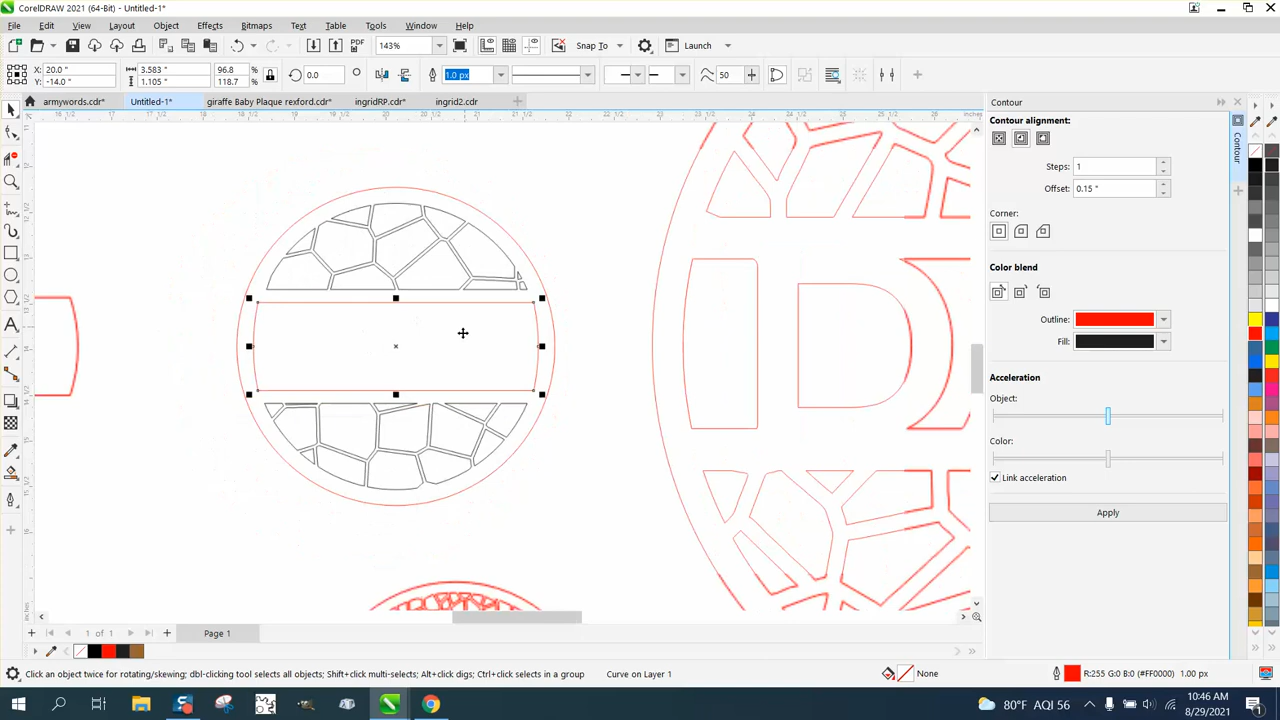 CorelDRAW 2021 (64-Bit) - Untitled-1*
File Edit View Layout Object Effects Bitmaps Text Table Tools Window Help
PDF 143% Snap To Launch
X: 20.0 " 3.583 " 96.8
Y: -14.0 " 1.105 " 118.7 0.0 1.0 px 50
armywords.cdr* Untitled-1* giraffe Baby Plaque rexford.cdr* ingridRP.cdr* ingrid2.cdr
inches
Contour
Contour alignment:
Steps: 1
Offset: 0.15 "
Corner:
Color blend
Outline:
Fill:
Acceleration
Object:
Color:
Link acceleration
Apply
Contour
1 of 1 Page 1
Click an object twice for rotating/skewing; dbl-clicking tool selects all objects; Shift+click multi-selects; Alt+click digs; Ctrl+click selects in a group Curve on Layer 1 None R:255 G:0 B:0 (#FF0000) 1.00 px
80°F AQI 56 10:46 AM
8/29/2021